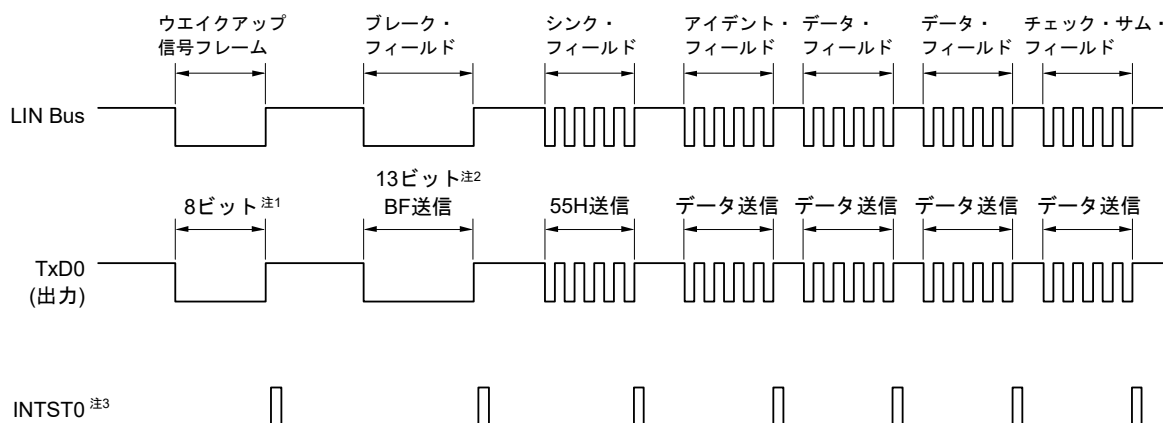 ウエイクアップ
信号フレーム
ブレーク・
フィールド
シンク・
フィールド
アイデント・
フィールド
データ・
フィールド
データ・
フィールド
チェック・サム・
フィールド
LIN Bus
8ビット 注1
13ビット注2
BF送信
55H送信
データ送信
データ送信
データ送信
データ送信
TxD0
(出力)
INTST0 注3